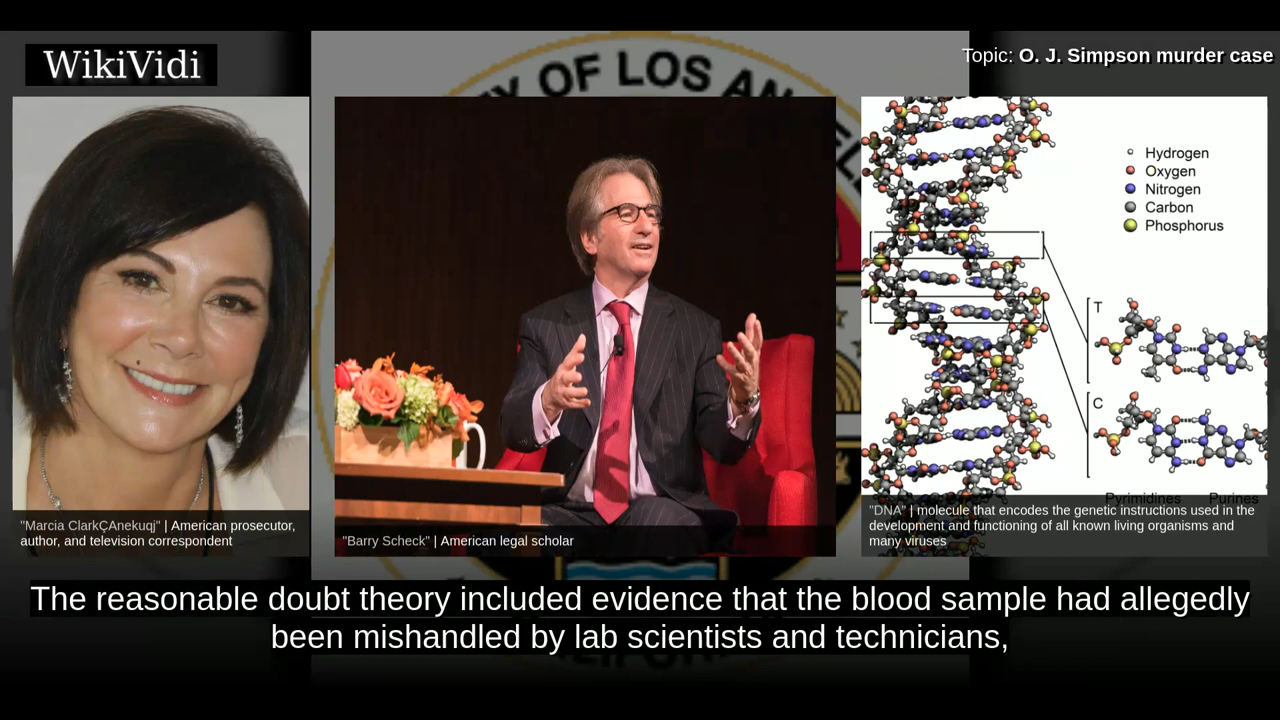 WikiVidi
Topic: O. J. Simpson murder case
Hydrogen
Oxygen
Nitrogen
Carbon
Phosphorus
T
C
Pyrimidines Purines
"Marcia ClarkÇAnekuqj" | American prosecutor,
author, and television correspondent
"Barry Scheck" | American legal scholar
"DNA" | molecule that encodes the genetic instructions used in the
development and functioning of all known living organisms and
many viruses
The reasonable doubt theory included evidence that the blood sample had allegedly
been mishandled by lab scientists and technicians,